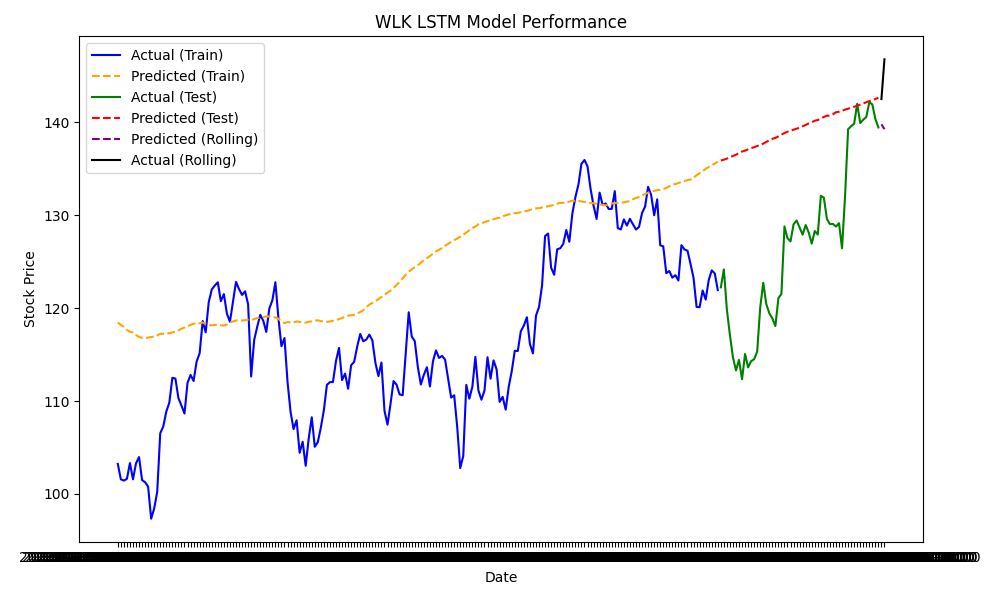 WLK LSTM Model Performance
Actual (Train)
Predicted (Train)
Actual (Test)
Predicted (Test)
Predicted (Rolling)
Actual (Rolling)
140
130
120
110
100
Stock Price
Date